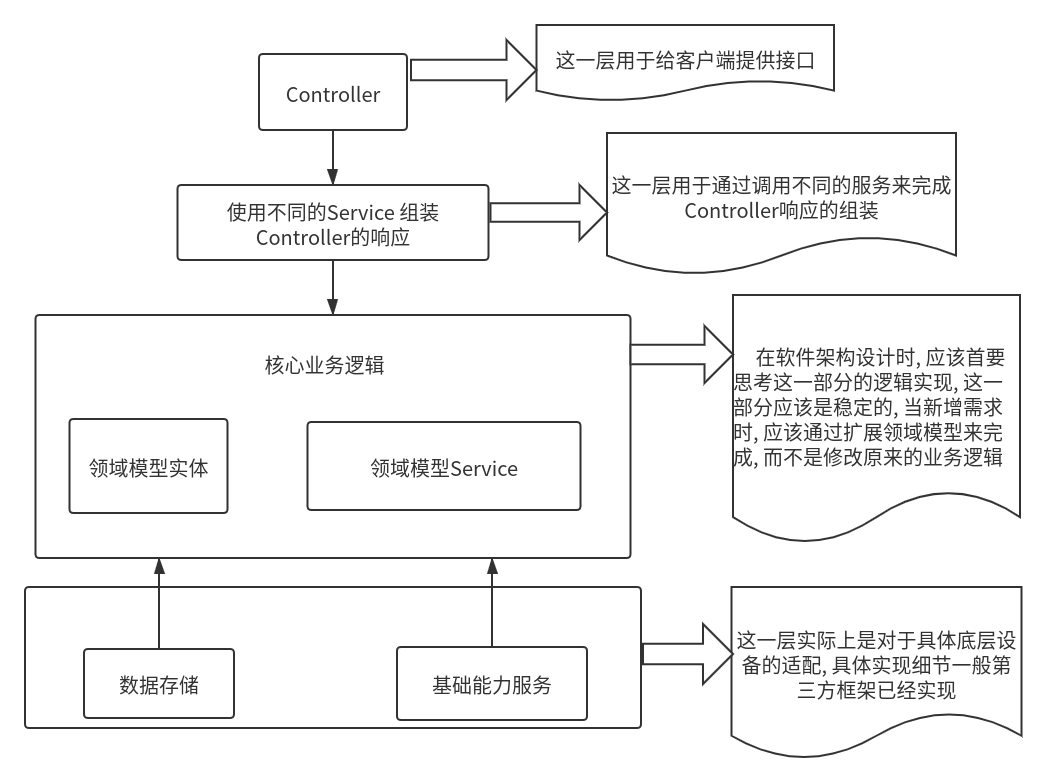 Controller
这一层用于给客户端提供接口
使用不同的Service 组装
Controller的响应
这一层用于通过调用不同的服务来完成
Controller响应的组装
核心业务逻辑
领域模型实体
领域模型Service
在软件架构设计时, 应该首要
思考这一部分的逻辑实现, 这一
部分应该是稳定的, 当新增需求
时, 应该通过扩展领域模型来完
成, 而不是修改原来的业务逻辑
数据存储
基础能力服务
这一层实际上是对于具体底层设
备的适配, 具体实现细节一般第
三方框架已经实现